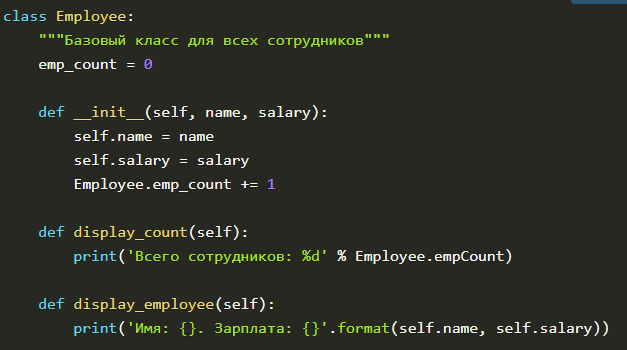 class Employee:
    """Базовый класс для всех сотрудников"""
    emp_count = 0

    def __init__(self, name, salary):
        self.name = name
        self.salary = salary
        Employee.emp_count += 1

    def display_count(self):
        print('Всего сотрудников: %d' % Employee.empCount)

    def display_employee(self):
        print('Имя: {}. Зарплата: {}'.format(self.name, self.salary))